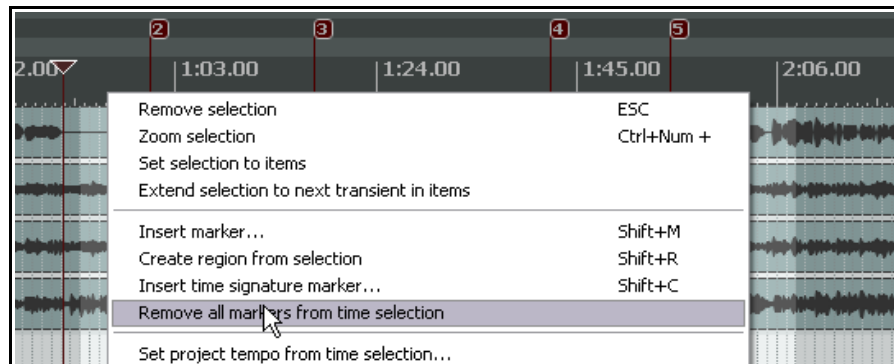 2 3 4 5
2.00 1:03.00 1:24.00 1:45.00 2:06.00
Remove selection ESC
Zoom selection Ctrl+Num +
Set selection to items
Extend selection to next transient in items
Insert marker... Shift+M
Create region from selection Shift+R
Insert time signature marker... Shift+C
Remove all markers from time selection
Set project tempo from time selection...